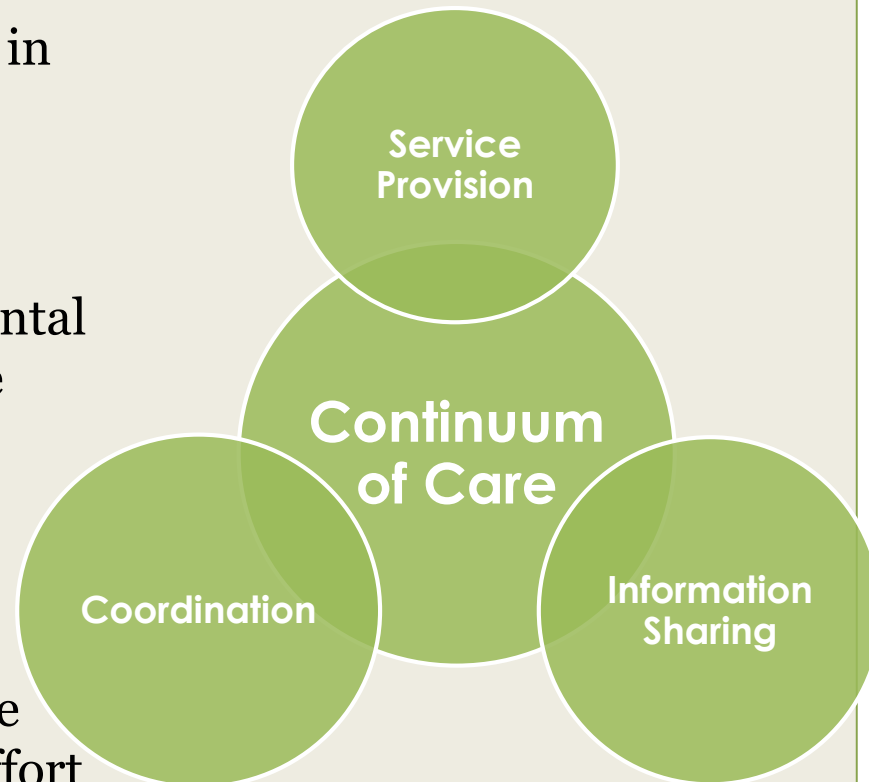 in
Service
Provision
ntal
e
Continuum
of Care
Coordination
Information
Sharing
e
ffort